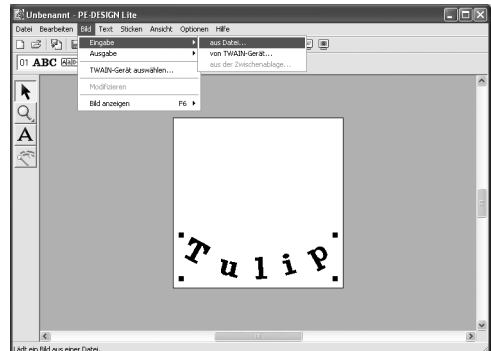 Unbenannt - PE-DESIGN Lite
Datei Bearbeiten Bild Text Sticken Ansicht Optionen Hilfe
Eingabe
aus Datei...
Ausgabe
von TWAIN-Gerät...
aus der Zwischenablage...
TWAIN-Gerät auswählen...
Modifizieren
Bild anzeigen F6
01 ABC
A
Tulip
Lädt ein Bild aus einer Datei.